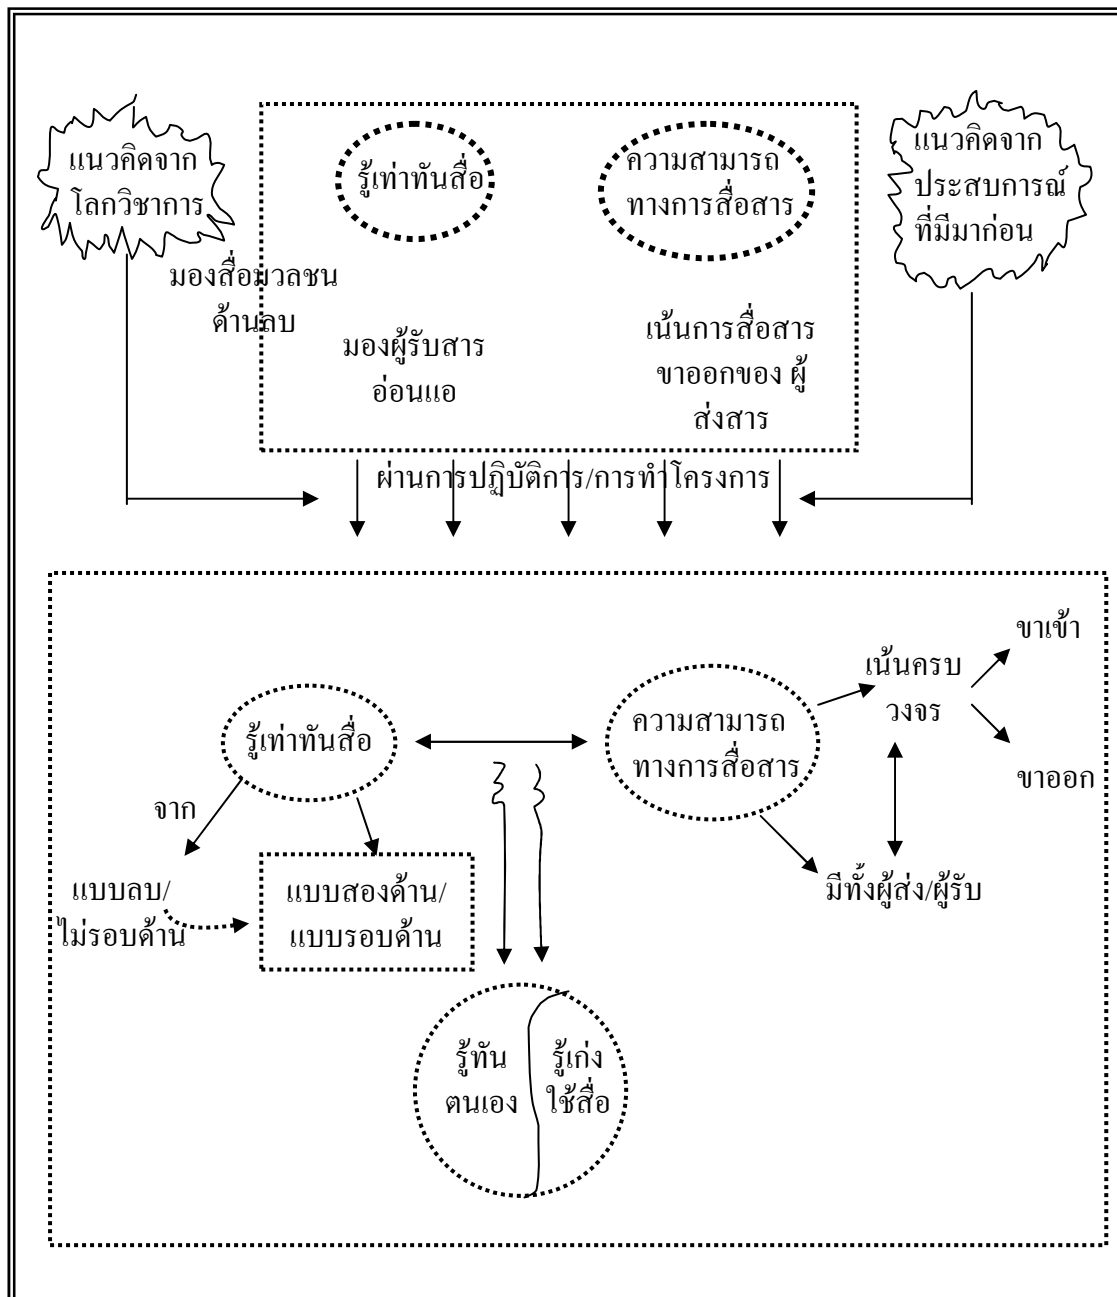 แนวคิดจาก
โลกวิชาการ
รู้เท่าทันสื่อ
ความสามารถ
ทางการสื่อสาร
แนวคิดจาก
ประสบการณ์
ที่มีมาก่อน
มองสื่อมวลชน
ด้านลบ
มองผู้รับสาร
อ่อนแอ
เน้นการสื่อสาร
ขาออกของ ผู้
ส่งสาร
ผ่านการปฏิบัติการ/การทำโครงการ
รู้เท่าทันสื่อ
ความสามารถ
ทางการสื่อสาร
เน้นครบ
วงจร
ขาเข้า
ขาออก
จาก
แบบลบ/
ไม่รอบด้าน
แบบสองด้าน/
แบบรอบด้าน
มีทั้งผู้ส่ง/ผู้รับ
รู้ทัน
ตนเอง
รู้เก่ง
ใช้สื่อ